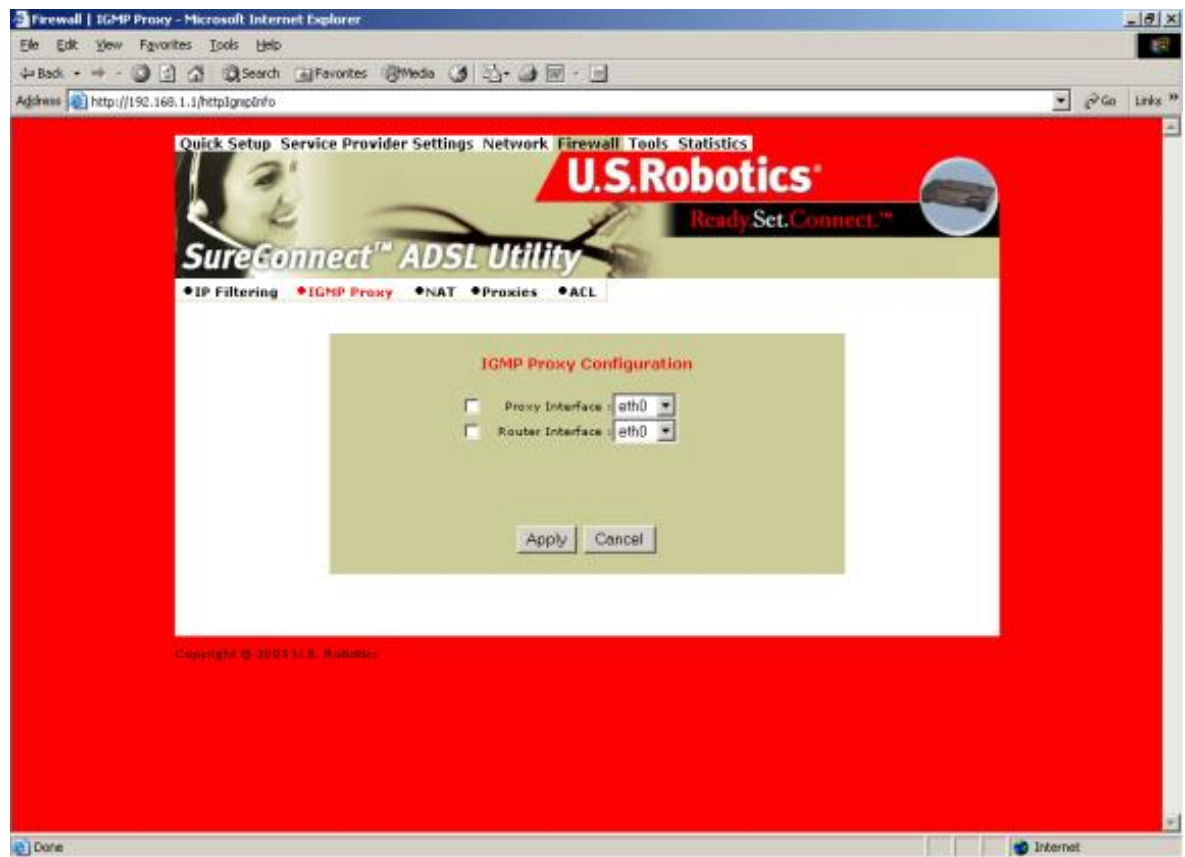 Firewall | IGMP Proxy - Microsoft Internet Explorer
File Edit View Favorites Tools Help
Back Search Favorites Media
Address http://192.168.1.1/httpIgmpInfo Go Links »
Quick Setup Service Provider Settings Network Firewall Tools Statistics
U.S.Robotics®
Ready.Set.Connect.™
SureConnect™ ADSL Utility
IP Filtering IGMP Proxy NAT Proxies ACL
IGMP Proxy Configuration
Proxy Interface : eth0
Router Interface : eth0
Apply Cancel
Copyright © 2003 U.S. Robotics
Done Internet